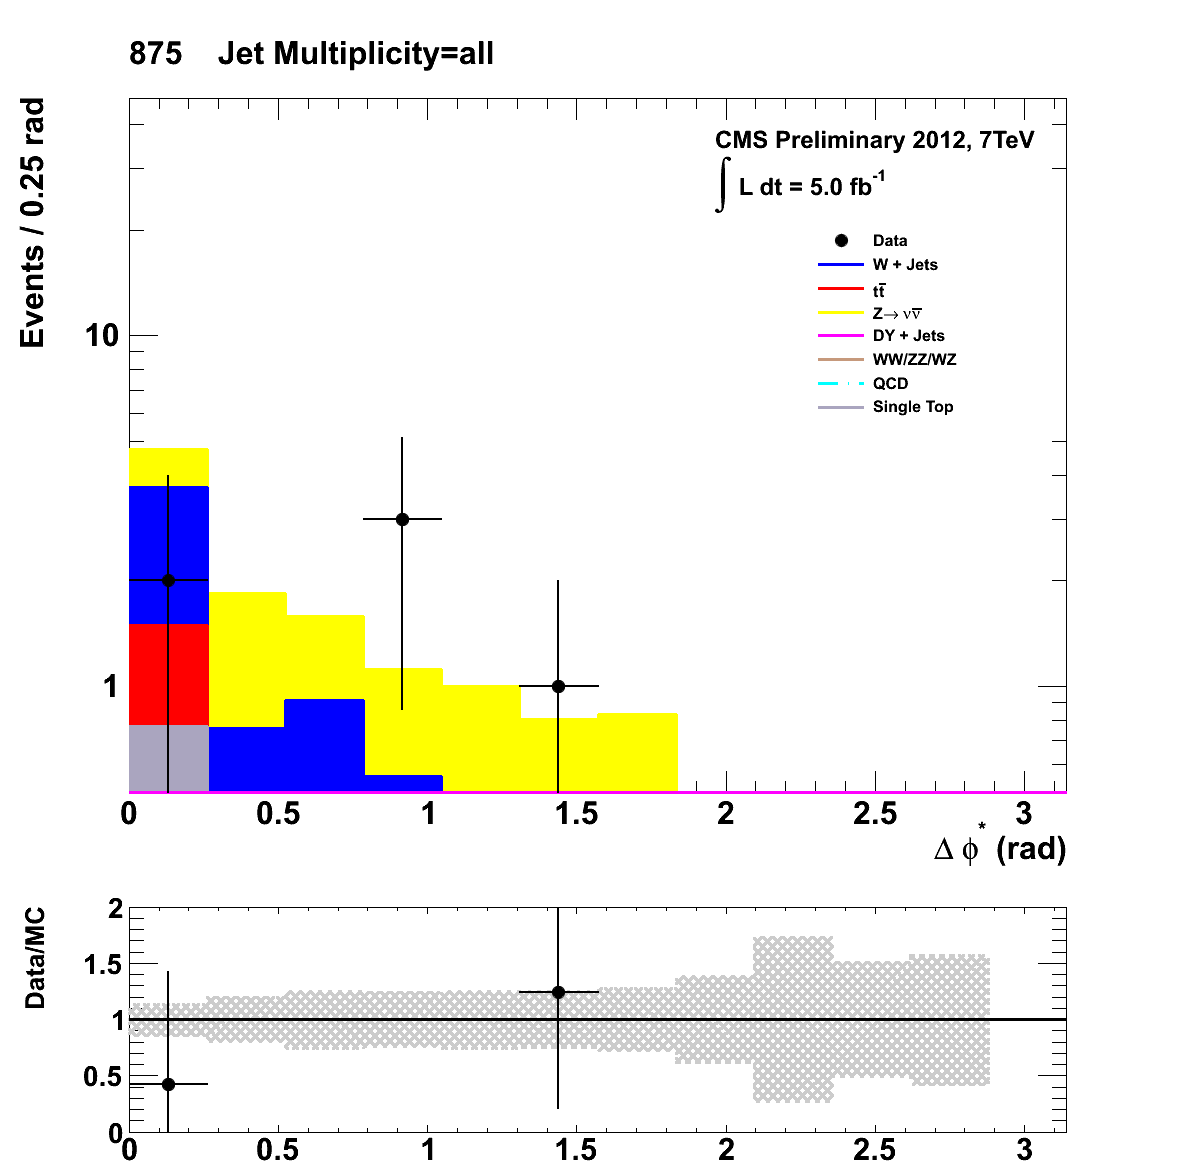 875 Jet Multiplicity=all
Events / 0.25 rad
CMS Preliminary 2012, 7TeV
∫ L dt = 5.0 fb⁻¹
Data
W + Jets
tt̅
Z→ νν̅
DY + Jets
WW/ZZ/WZ
QCD
Single Top
10
1
0 0.5 1 1.5 2 2.5 3
Δ ϕ* (rad)
Data/MC
2
1.5
1
0.5
0
0 0.5 1 1.5 2 2.5 3